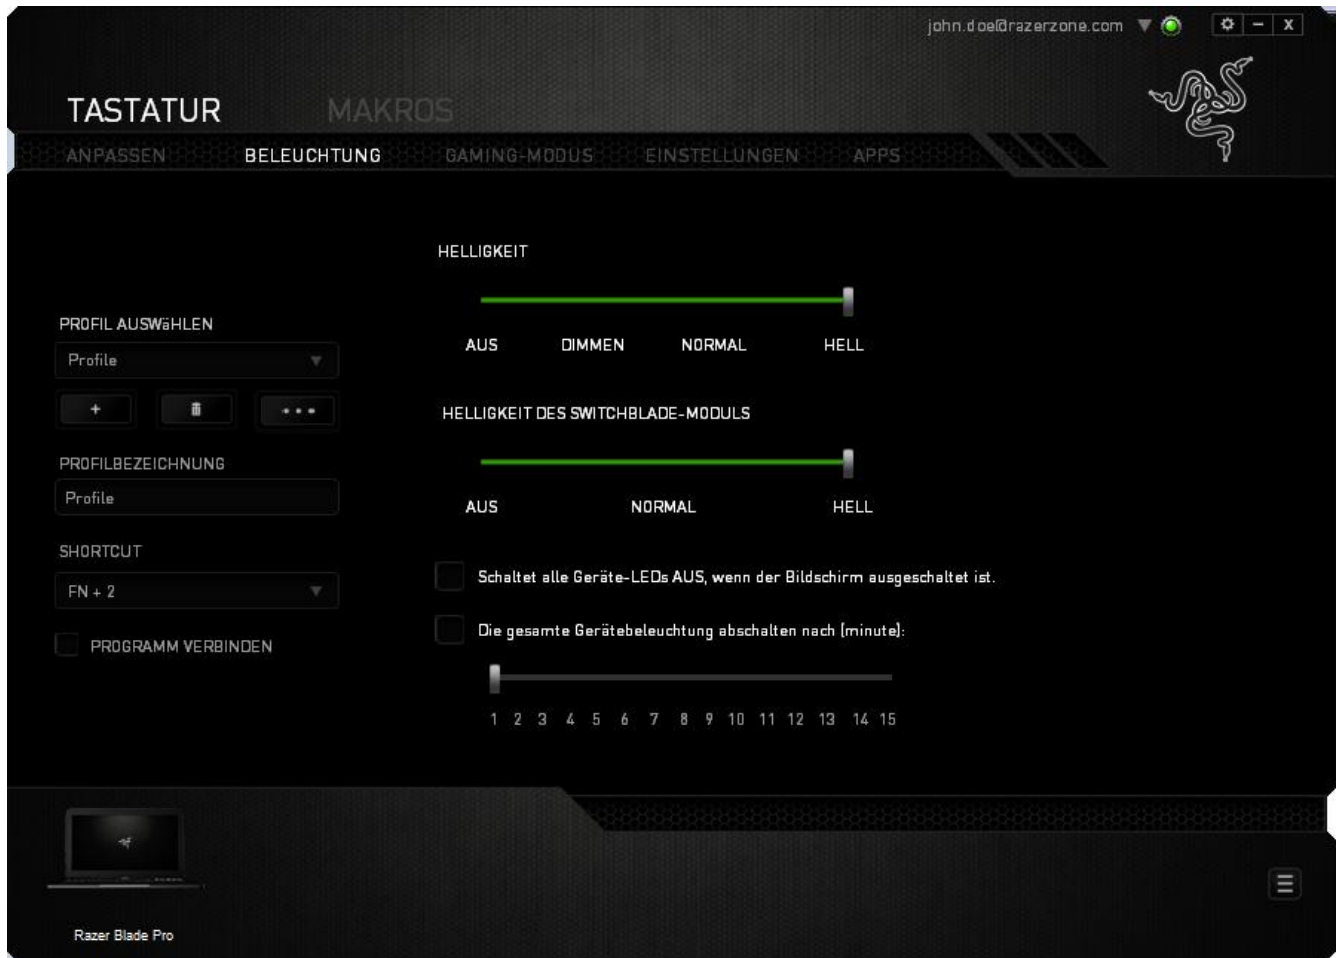 john.doe@razerzone.com
TASTATUR MAKROS
ANPASSEN BELEUCHTUNG GAMING-MODUS EINSTELLUNGEN APPS
HELLIGKEIT
AUS DIMMEN NORMAL HELL
PROFIL AUSWäHLEN
Profile
HELLIGKEIT DES SWITCHBLADE-MODULS
AUS NORMAL HELL
PROFILBEZEICHNUNG
Profile
SHORTCUT
FN + 2
PROGRAMM VERBINDEN
Schaltet alle Geräte-LEDs AUS, wenn der Bildschirm ausgeschaltet ist.
Die gesamte Gerätebeleuchtung abschalten nach (minute):
1 2 3 4 5 6 7 8 9 10 11 12 13 14 15
Razer Blade Pro